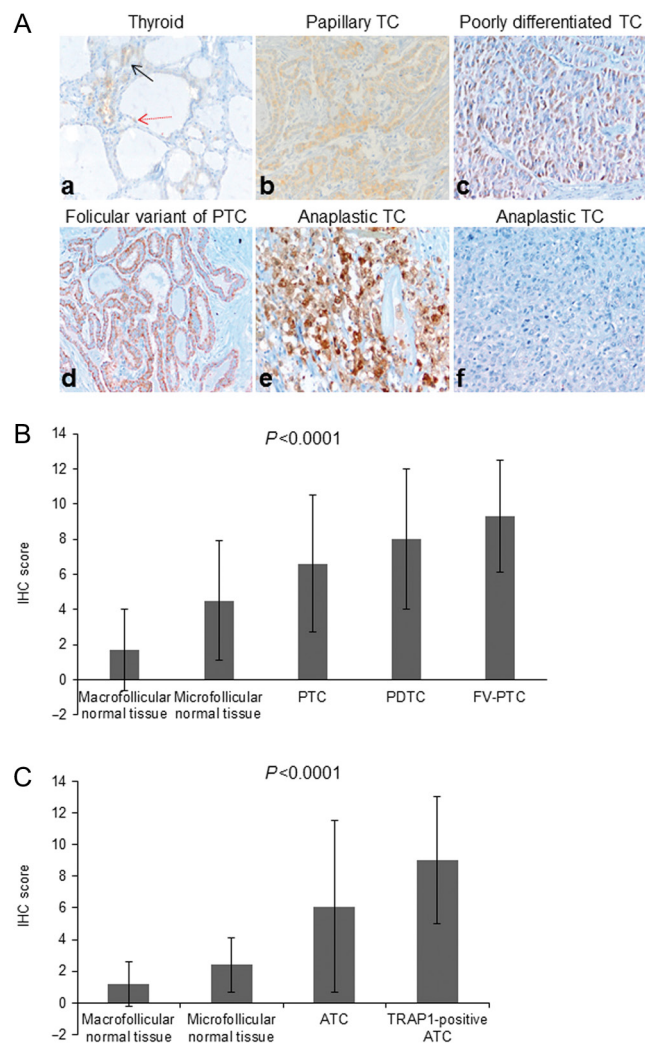 A
Thyroid
Papillary TC
Poorly differentiated TC
a
b
c
Folicular variant of PTC
Anaplastic TC
Anaplastic TC
d
e
f
B
P<0.0001
IHC score
14
12
10
8
6
4
2
0
−2
Macrofollicular
normal tissue
Microfollicular
normal tissue
PTC
PDTC
FV-PTC
C
P<0.0001
IHC score
14
12
10
8
6
4
2
0
−2
Macrofollicular
normal tissue
Microfollicular
normal tissue
ATC
TRAP1-positive
ATC